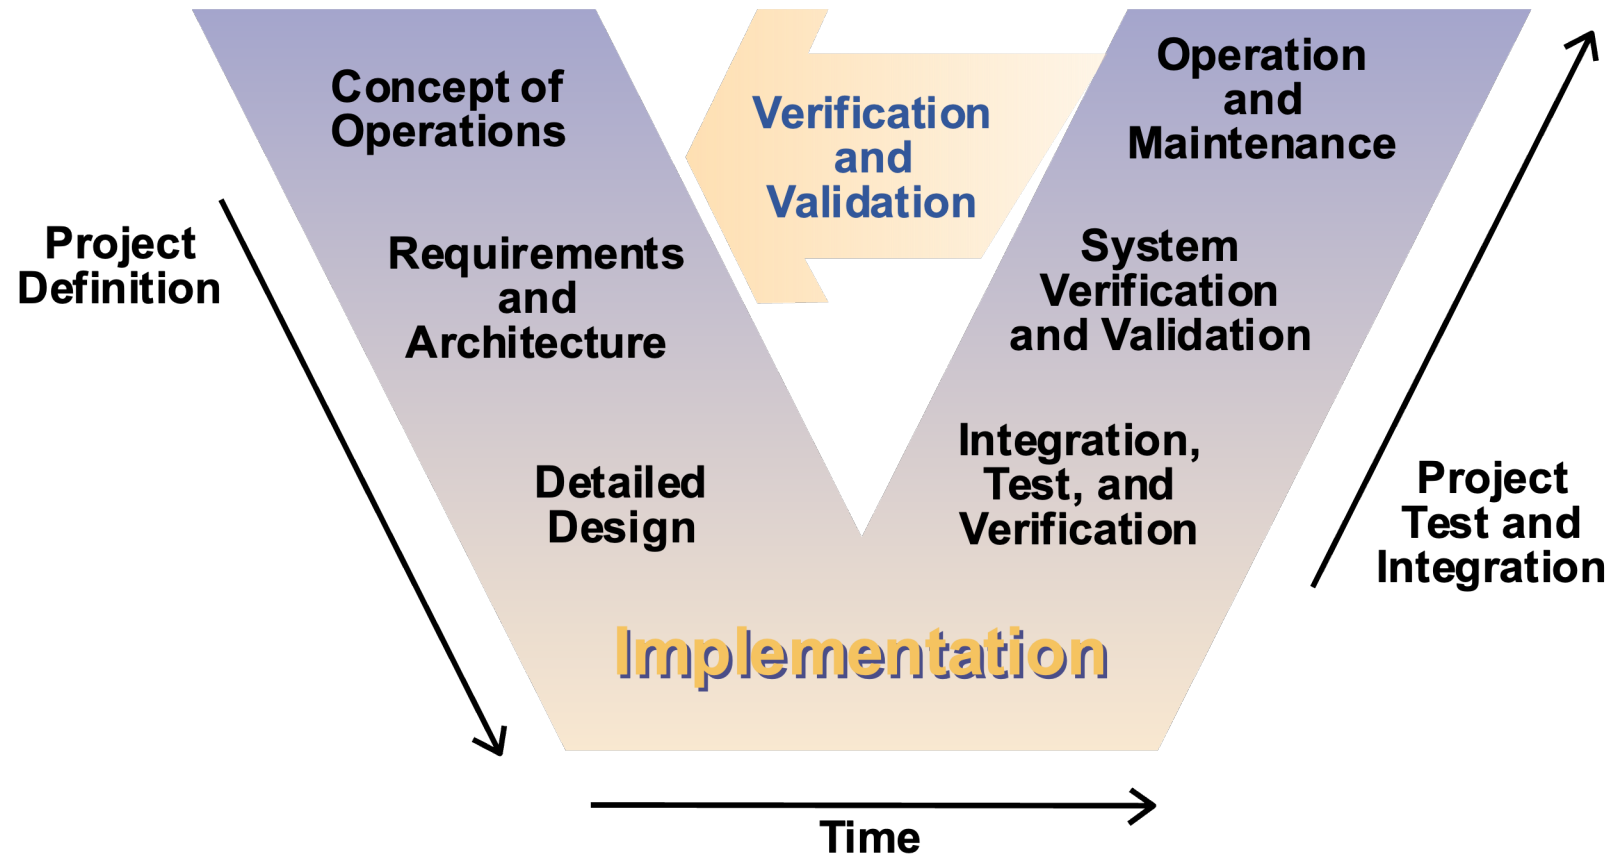 Concept of
Operations
Verification
and
Validation
Operation
and
Maintenance
Project
Definition
Requirements
and
Architecture
System
Verification
and Validation
Detailed
Design
Integration,
Test, and
Verification
Project
Test and
Integration
Implementation
Time